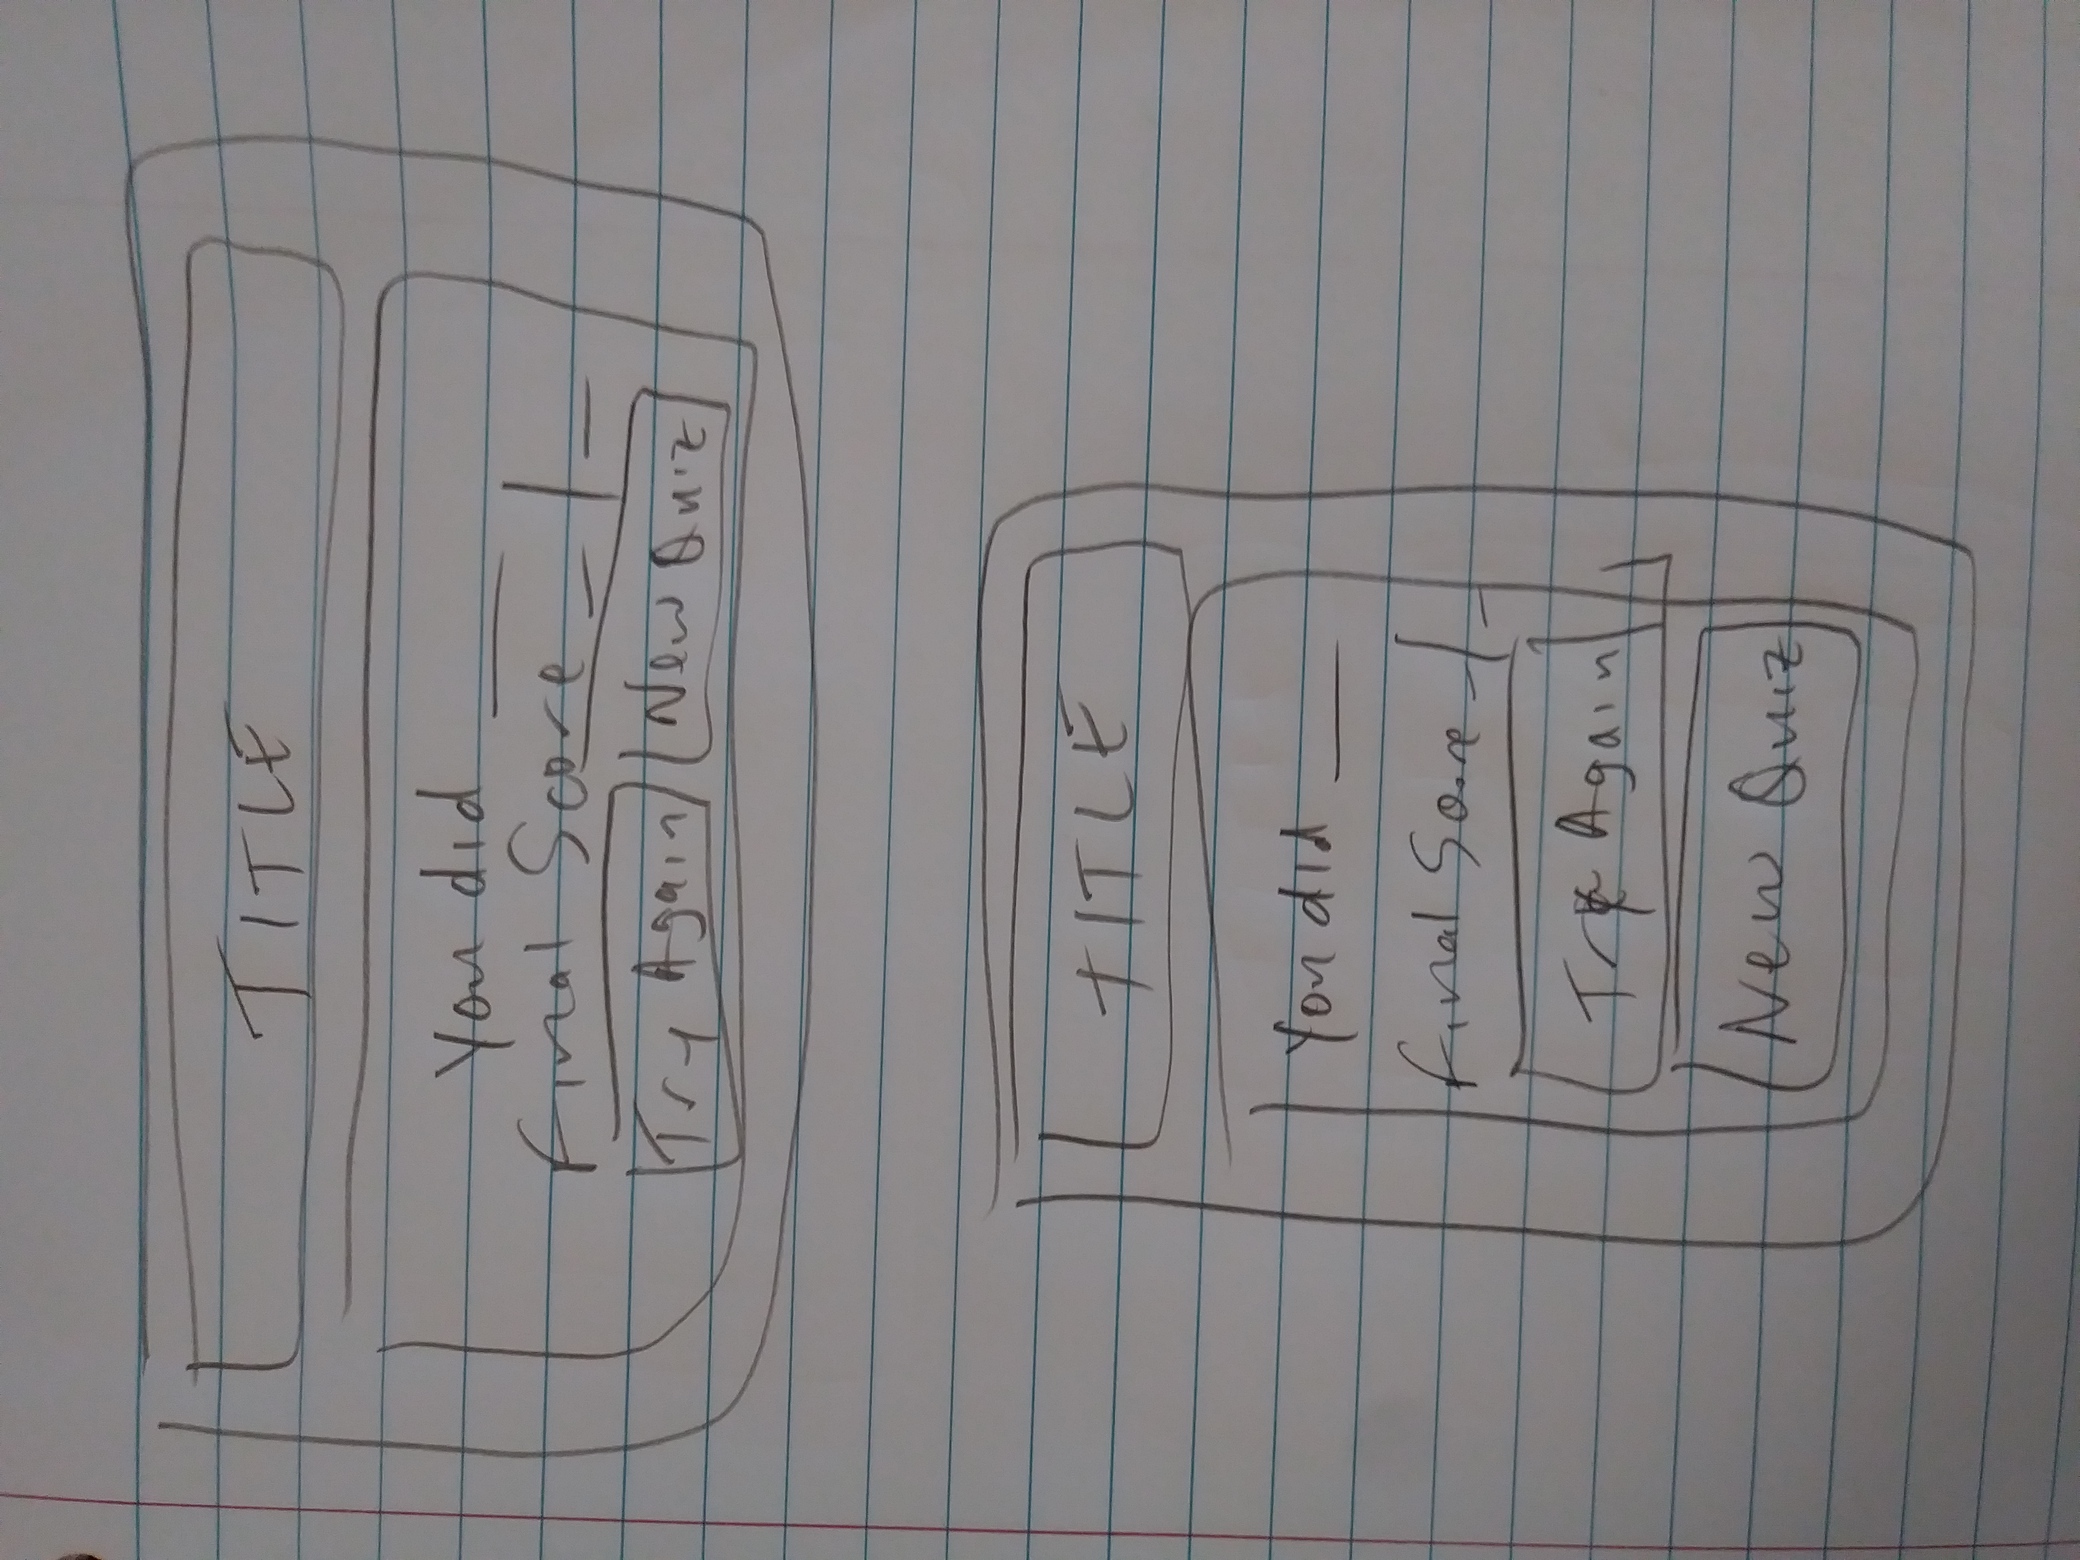 TITLE
You did ___
Final Score _/_
Try Again New Quiz
TITLE
You did ___
Final Score _/_
Try Again
New Quiz